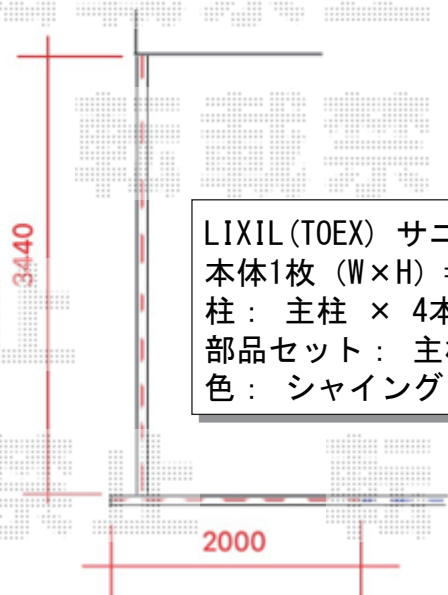 3440
LIXIL(TOEX) サニ
本体1枚 (W×H)
柱： 主柱 × 4本
部品セット： 主
色： シャイング
2000